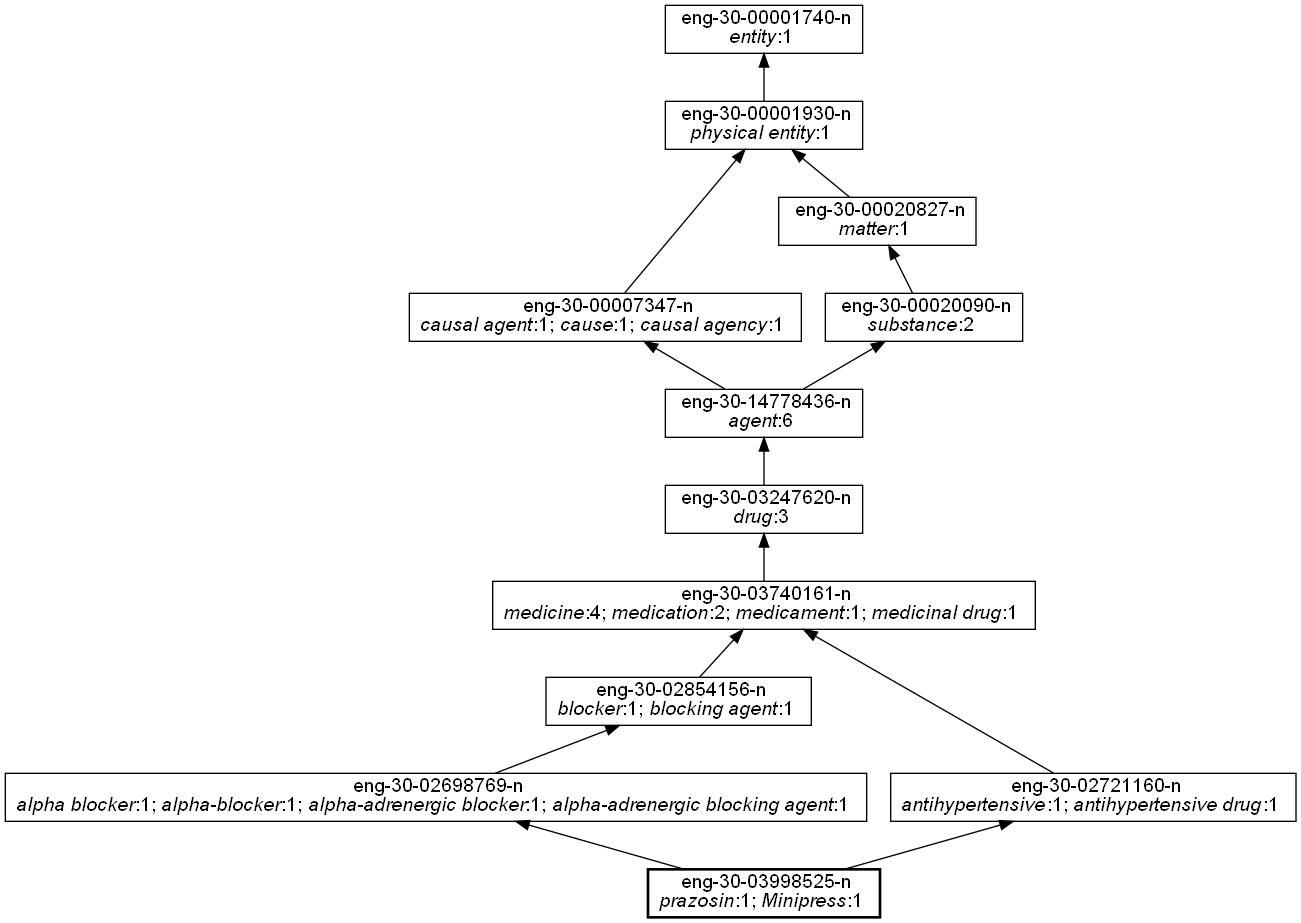 eng-30-00001740-n
entity:1
eng-30-00001930-n
physical entity:1
eng-30-00020827-n
matter:1
eng-30-00007347-n
causal agent:1; cause:1; causal agency:1
eng-30-00020090-n
substance:2
eng-30-14778436-n
agent:6
eng-30-03247620-n
drug:3
eng-30-03740161-n
medicine:4; medication:2; medicament:1; medicinal drug:1
eng-30-02854156-n
blocker:1; blocking agent:1
eng-30-02698769-n
alpha blocker:1; alpha-blocker:1; alpha-adrenergic blocker:1; alpha-adrenergic blocking agent:1
eng-30-02721160-n
antihypertensive:1; antihypertensive drug:1
eng-30-03998525-n
prazosin:1; Minipress:1